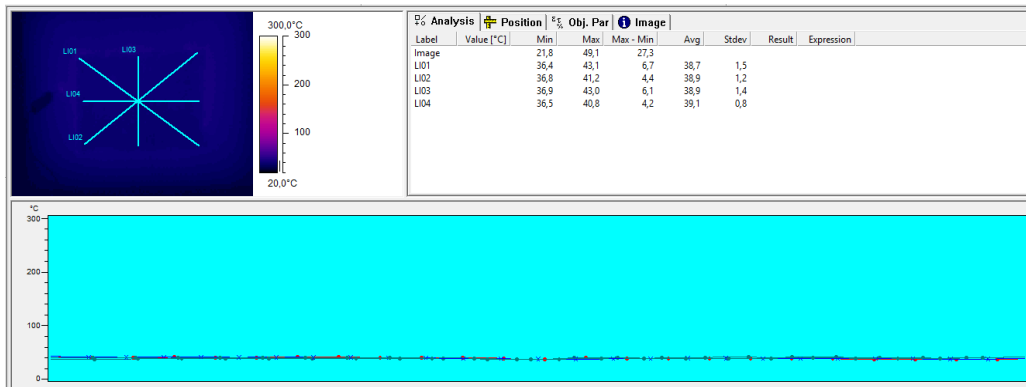 300,0°C
300
200
100
20,0°C
LI01
LI03
LI04
LI02
Analysis Position Obj. Par Image
Label Value [°C] Min Max Max - Min Avg Stdev Result Expression
Image 21,8 49,1 27,3
LI01 36,4 43,1 6,7 38,7 1,5
LI02 36,8 41,2 4,4 38,9 1,2
LI03 36,9 43,0 6,1 38,9 1,4
LI04 36,5 40,8 4,2 39,1 0,8
°C
300
200
100
0